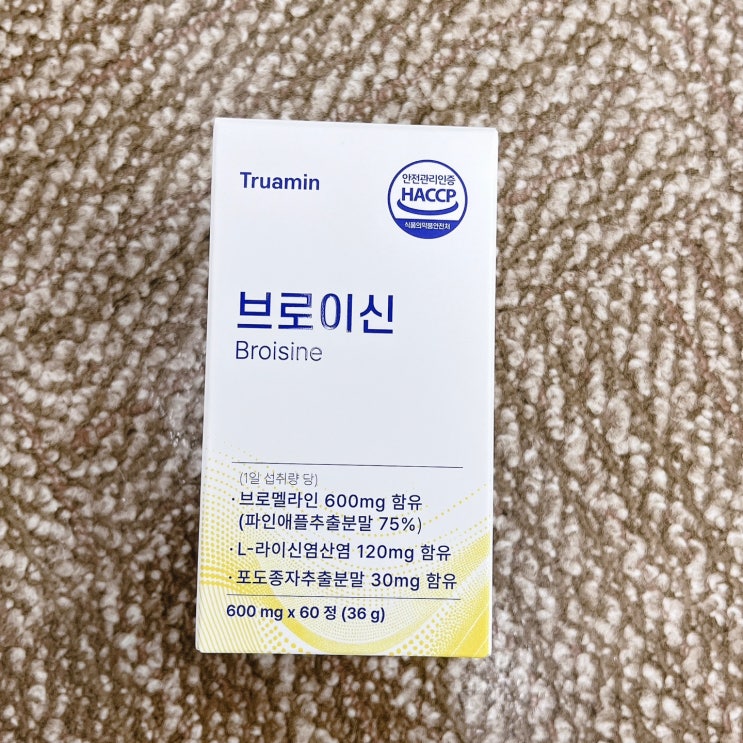 Truamin
안전관리인증
HACCP
식품의약품안전처
브로이신
Broisine
(1일 섭취량 당)
· 브로멜라인 600mg 함유
(파인애플추출분말 75%)
· L-라이신염산염 120mg 함유
· 포도종자추출분말 30mg 함유
600 mg x 60 정 (36 g)